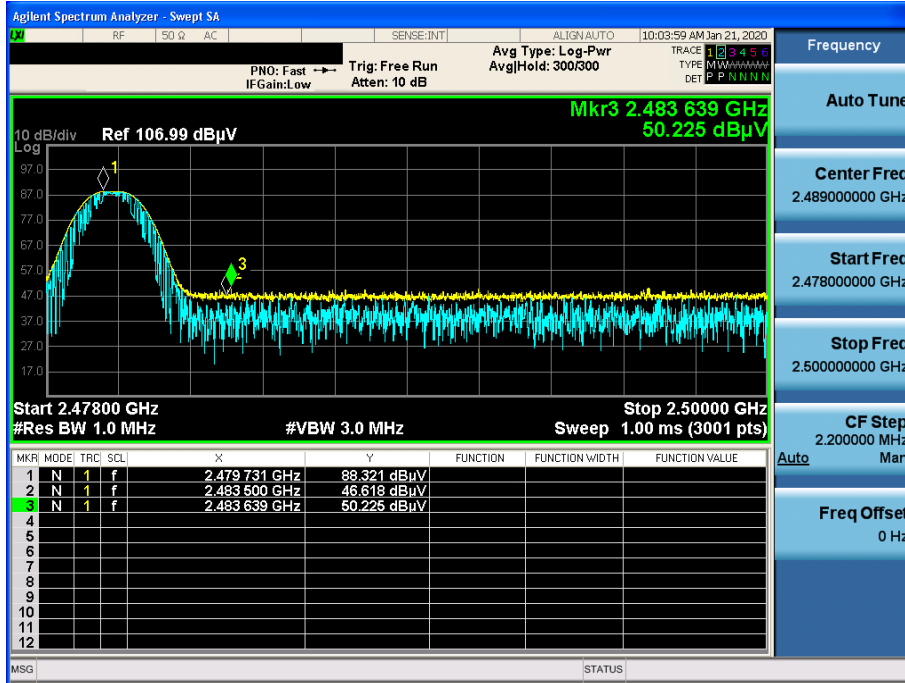 Agilent Spectrum Analyzer - Swept SA
LXI RF 50 Ω AC SENSE:INT ALIGN AUTO 10:03:59 AM Jan 21, 2020
PNO: Fast
IFGain:Low
Trig: Free Run
Atten: 10 dB
Avg Type: Log-Pwr
Avg|Hold: 300/300
TRACE 1 2 3 4 5 6
TYPE M W W W W W
DET P P N N N N
Mkr3 2.483 639 GHz
50.225 dBµV
10 dB/div
Log
Ref 106.99 dBµV
97.0
87.0
77.0
67.0
57.0
47.0
37.0
27.0
17.0
1
3
Start 2.47800 GHz
Stop 2.50000 GHz
#Res BW 1.0 MHz
#VBW 3.0 MHz
Sweep 1.00 ms (3001 pts)
MKR MODE TRC SCL X Y FUNCTION FUNCTION WIDTH FUNCTION VALUE
1 N 1 f 2.479 731 GHz 88.321 dBµV
2 N 1 f 2.483 500 GHz 46.618 dBµV
3 N 1 f 2.483 639 GHz 50.225 dBµV
4
5
6
7
8
9
10
11
12
MSG
STATUS
Frequency
Auto Tune
Center Freq
2.489000000 GHz
Start Freq
2.478000000 GHz
Stop Freq
2.500000000 GHz
CF Step
2.200000 MHz
Auto Man
Freq Offset
0 Hz